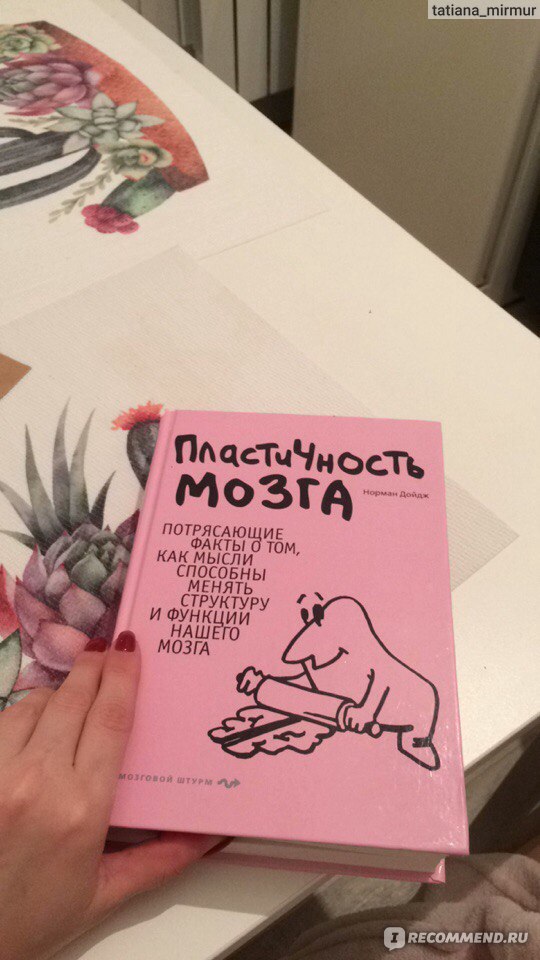 tatiana_mirmur
ПластиЧность
мозга
Норман Дойдж
ПОТРЯСАЮЩИЕ
ФАКТЫ О ТОМ,
КАК МЫСЛИ
СПОСОБНЫ
МЕНЯТЬ
СТРУКТУРУ
И ФУНКЦИИ
НАШЕГО
МОЗГА
МОЗГОВОЙ ШТУРМ
IRECOMMEND.RU